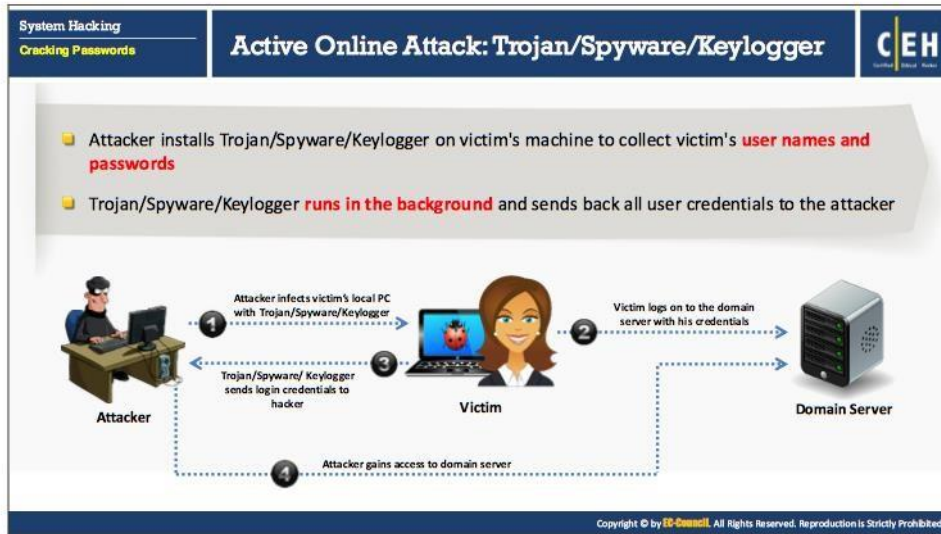 System Hacking
Cracking Passwords
Active Online Attack: Trojan/Spyware/Keylogger
C|EH
Certified Ethical Hacker
Attacker installs Trojan/Spyware/Keylogger on victim's machine to collect victim's user names and
passwords
Trojan/Spyware/Keylogger runs in the background and sends back all user credentials to the attacker
Attacker infects victim's local PC
with Trojan/Spyware/Keylogger
1
Victim logs on to the domain
server with his credentials
2
3
Trojan/Spyware/ Keylogger
sends login credentials to
hacker
Attacker
Victim
Domain Server
4
Attacker gains access to domain server
Copyright © by EC-Council. All Rights Reserved. Reproduction is Strictly Prohibited.